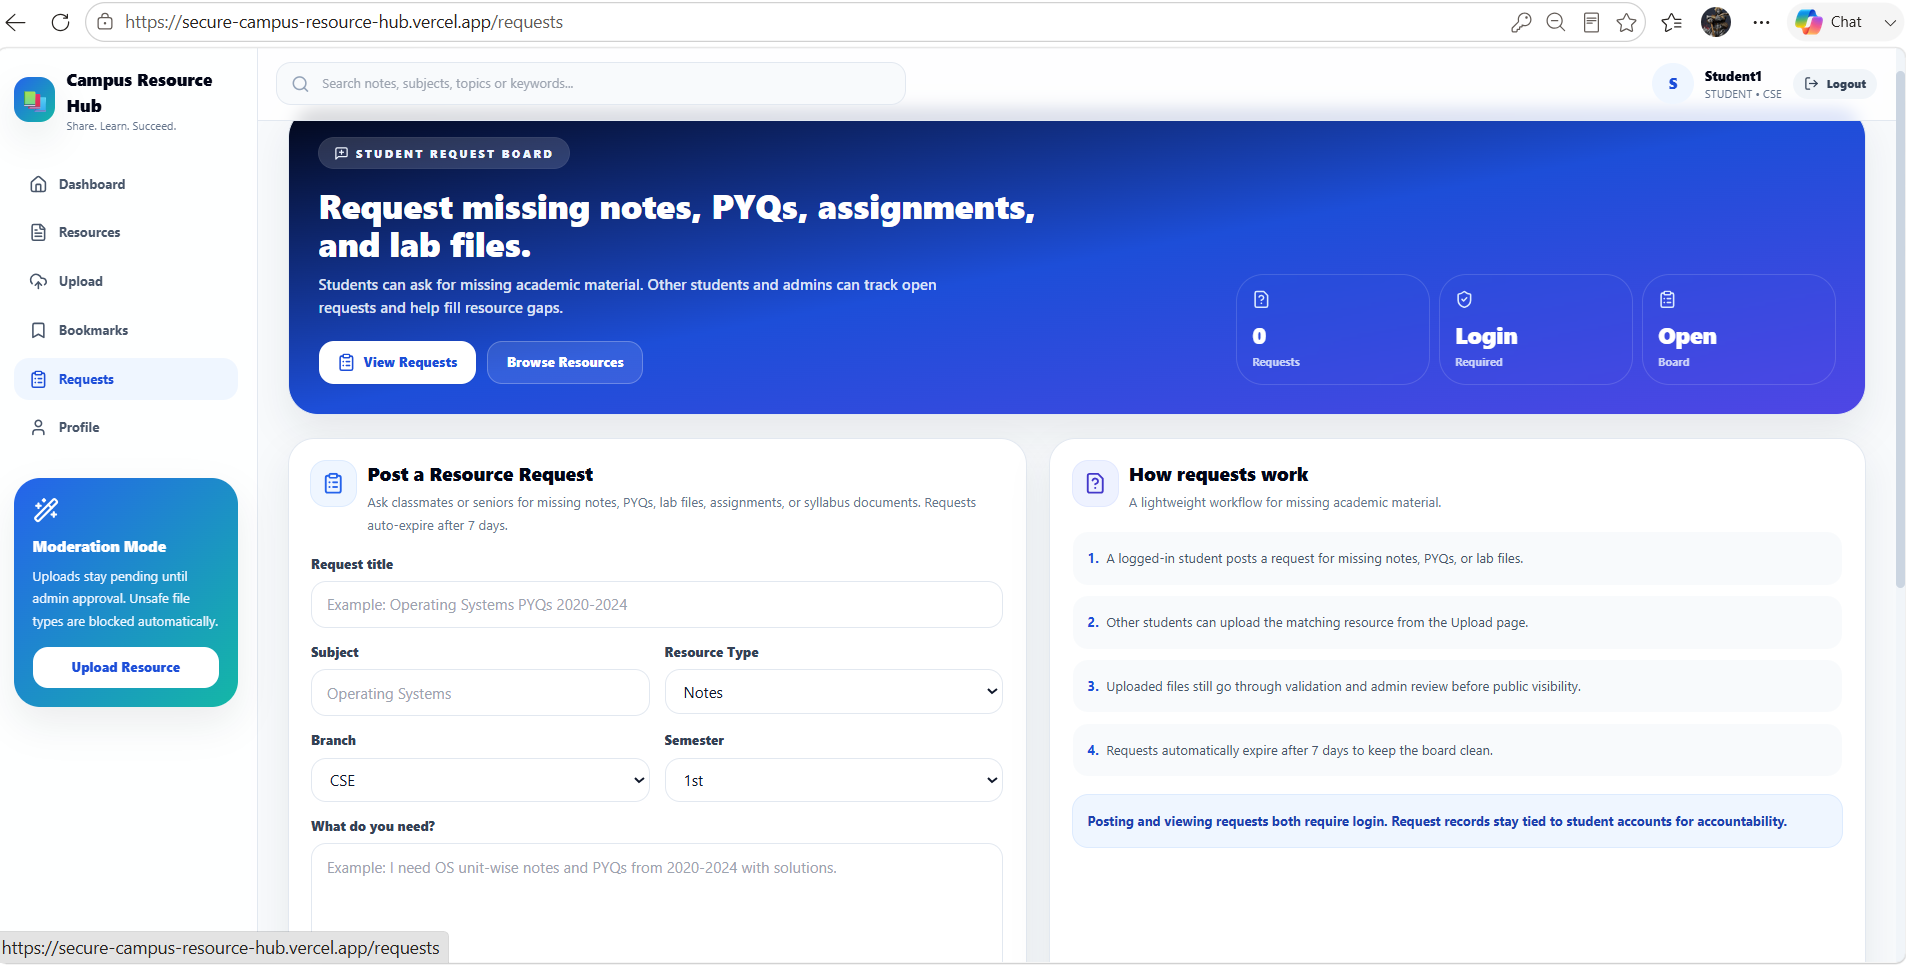 https://secure-campus-resource-hub.vercel.app/requests
Chat
Campus Resource
Hub
Share. Learn. Succeed.
Search notes, subjects, topics or keywords...
S
Student1
STUDENT • CSE
Logout
Dashboard
Resources
Upload
Bookmarks
Requests
Profile
Moderation Mode
Uploads stay pending until
admin approval. Unsafe file
types are blocked automatically.
Upload Resource
STUDENT REQUEST BOARD
Request missing notes, PYQs, assignments,
and lab files.
Students can ask for missing academic material. Other students and admins can track open
requests and help fill resource gaps.
View Requests
Browse Resources
0
Requests
Login
Required
Open
Board
Post a Resource Request
Ask classmates or seniors for missing notes, PYQs, lab files, assignments, or syllabus documents. Requests
auto-expire after 7 days.
Request title
Example: Operating Systems PYQs 2020-2024
Subject
Resource Type
Operating Systems
Notes
Branch
Semester
CSE
1st
What do you need?
Example: I need OS unit-wise notes and PYQs from 2020-2024 with solutions.
How requests work
A lightweight workflow for missing academic material.
1. A logged-in student posts a request for missing notes, PYQs, or lab files.
2. Other students can upload the matching resource from the Upload page.
3. Uploaded files still go through validation and admin review before public visibility.
4. Requests automatically expire after 7 days to keep the board clean.
Posting and viewing requests both require login. Request records stay tied to student accounts for accountability.
https://secure-campus-resource-hub.vercel.app/requests